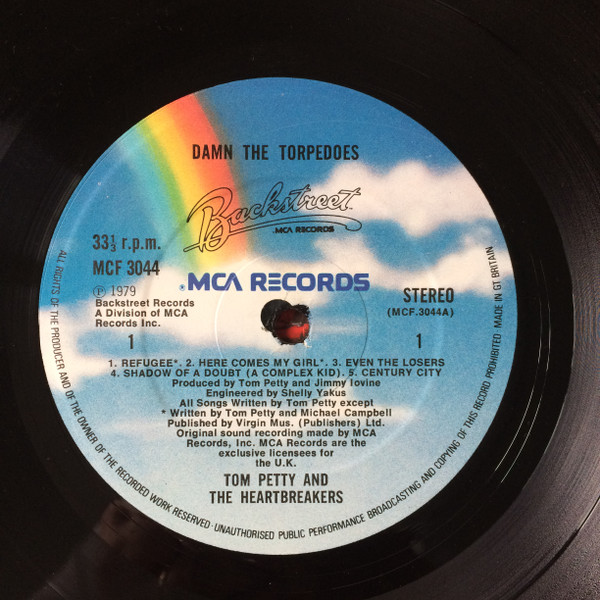 DAMN THE TORPEDOES
Backstreet™
MCA RECORDS
33⅓ r.p.m.
MCF 3044
MCA RECORDS
℗ 1979
Backstreet Records
A Division of MCA
Records Inc.
STEREO
(MCF.3044A)
1
1
1. REFUGEE*. 2. HERE COMES MY GIRL*. 3. EVEN THE LOSERS
4. SHADOW OF A DOUBT (A COMPLEX KID). 5. CENTURY CITY
Produced by Tom Petty and Jimmy Iovine
Engineered by Shelly Yakus
All Songs Written by Tom Petty except
* Written by Tom Petty and Michael Campbell
Published by Virgin Mus. (Publishers) Ltd.
Original sound recording made by MCA
Records, Inc. MCA Records are the
exclusive licensees for
the U.K.
TOM PETTY AND
THE HEARTBREAKERS
ALL RIGHTS OF THE PRODUCER AND OF THE OWNER OF THE RECORDED WORK RESERVED · UNAUTHORISED PUBLIC PERFORMANCE BROADCASTING AND COPYING OF THIS RECORD PROHIBITED MADE IN GT BRITAIN